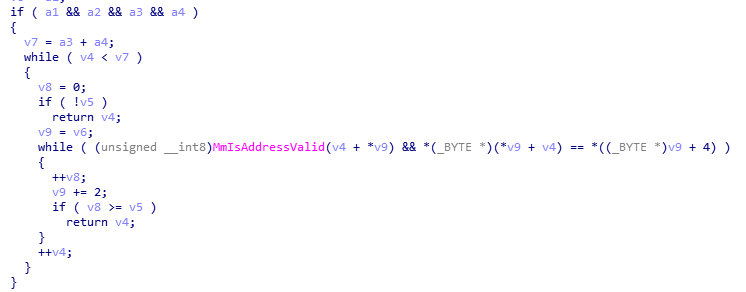 if ( a1 && a2 && a3 && a4 )
{
v7 = a3 + a4;
while ( v4 < v7 )
{
v8 = 0;
if ( !v5 )
return v4;
v9 = v6;
while ( (unsigned __int8)MmIsAddressValid(v4 + *v9) && *(_BYTE *)(*v9 + v4) == *((_BYTE *)v9 + 4) )
{
++v8;
v9 += 2;
if ( v8 >= v5 )
return v4;
}
++v4;
}
}